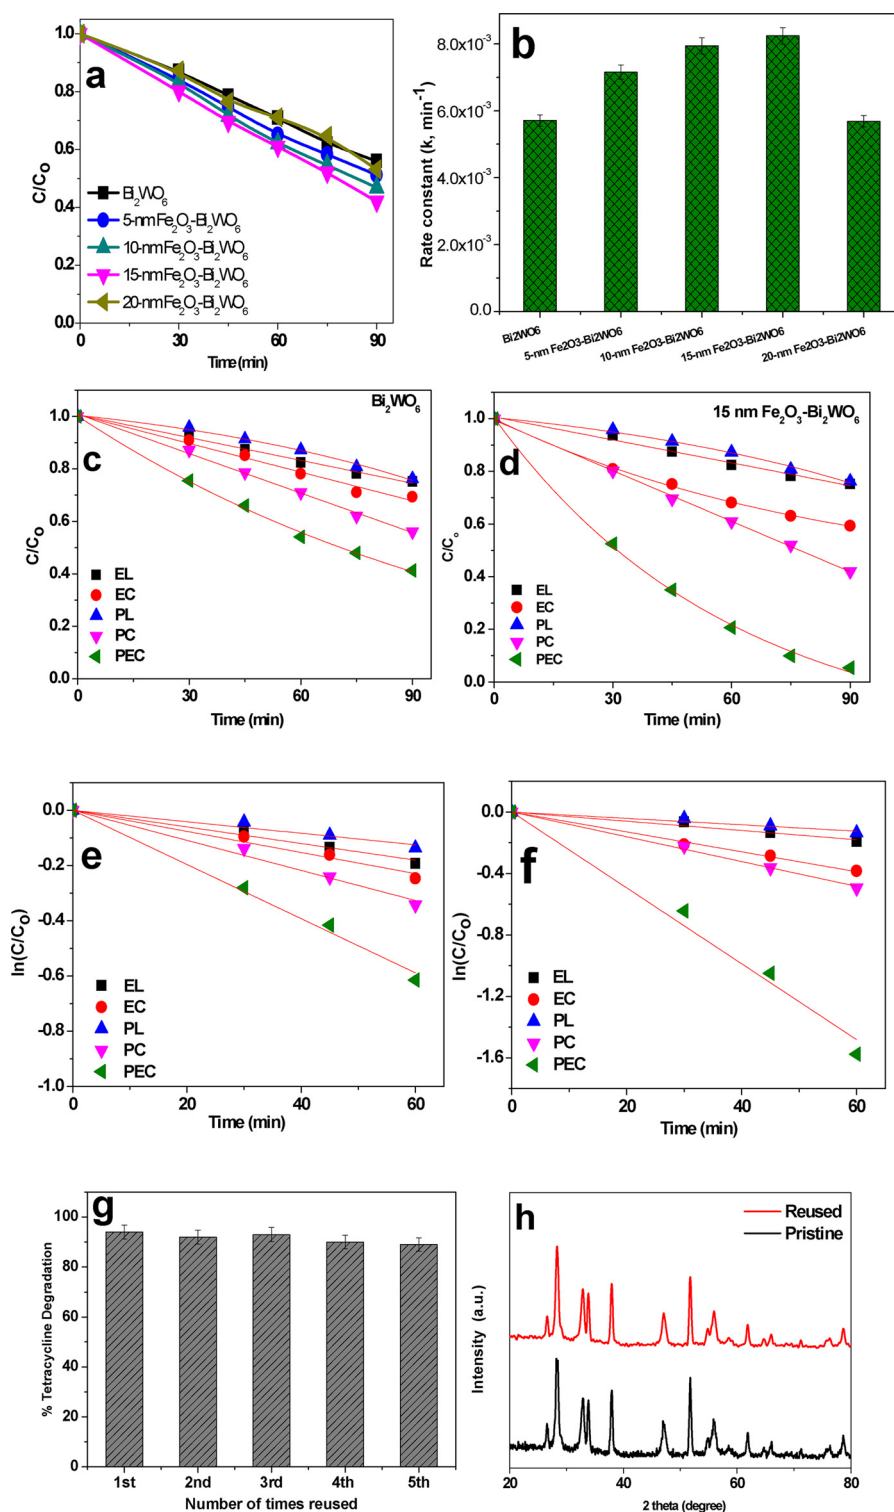 a
1.0
0.8
0.6
0.4
0.2
0.0
C/C₀
Bi₂WO₆
5-nmFe₂O₃-Bi₂WO₆
10-nmFe₂O₃-Bi₂WO₆
15-nmFe₂O₃-Bi₂WO₆
20-nmFe₂O₃-Bi₂WO₆
0 30 60 90
Time(min)
b
8.0x10⁻³
6.0x10⁻³
4.0x10⁻³
2.0x10⁻³
0.0
Rate constant (k, min⁻¹)
Bi2WO6
5-nm Fe2O3-Bi2WO6
10-nm Fe2O3-Bi2WO6
15-nm Fe2O3-Bi2WO6
20-nm Fe2O3-Bi2WO6
c
Bi₂WO₆
1.0
0.8
0.6
0.4
0.2
0.0
C/C₀
EL
EC
PL
PC
PEC
0 30 60 90
Time (min)
d
15 nm Fe₂O₃-Bi₂WO₆
1.0
0.8
0.6
0.4
0.2
0.0
C/C₀
EL
EC
PL
PC
PEC
0 30 60 90
Time (min)
e
0.0
-0.2
-0.4
-0.6
-0.8
-1.0
ln(C/C₀)
EL
EC
PL
PC
PEC
0 20 40 60
Time (min)
f
0.0
-0.4
-0.8
-1.2
-1.6
ln(C/C₀)
EL
EC
PL
PC
PEC
0 20 40 60
Time (min)
g
100
80
60
40
20
0
% Tetracycline Degradation
1st 2nd 3rd 4th 5th
Number of times reused
h
Reused
Pristine
Intensity (a.u.)
20 40 60 80
2 theta (degree)